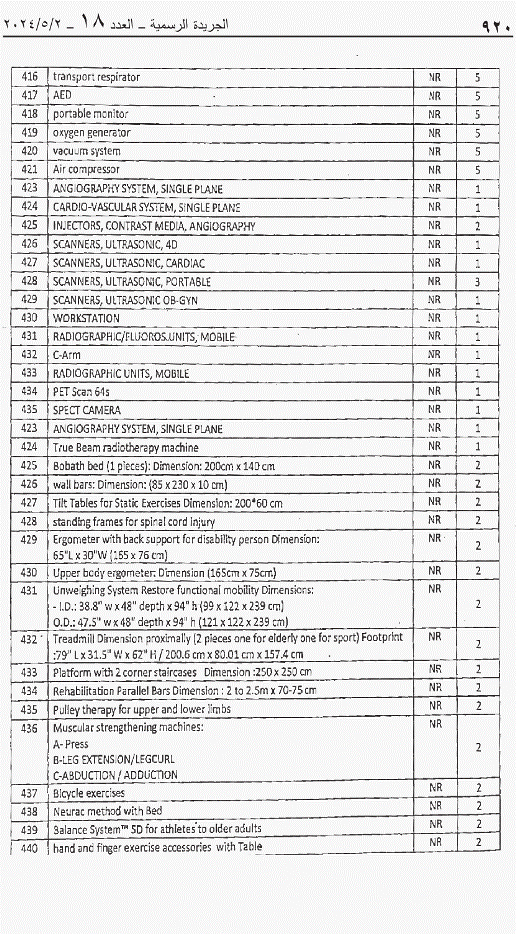 ٩٢٠ الجريدة الرسمية ــ العدد ١٨ ــ ٢٠٢٤/٥/٢
416 transport respirator NR 5
417 AED NR 5
418 portable monitor NR 5
419 oxygen generator NR 5
420 vacuum system NR 5
421 Air compressor NR 5
423 ANGIOGRAPHY SYSTEM, SINGLE PLANE NR 1
424 CARDIO-VASCULAR SYSTEM, SINGLE PLANE NR 1
425 INJECTORS, CONTRAST MEDIA, ANGIOGRAPHY NR 2
426 SCANNERS, ULTRASONIC, 4D NR 1
427 SCANNERS, ULTRASONIC, CARDIAC NR 1
428 SCANNERS, ULTRASONIC, PORTABLE NR 3
429 SCANNERS, ULTRASONIC OB-GYN NR 1
430 WORKSTATION NR 1
431 RADIOGRAPHIC/FLUOROS.UNITS, MOBILE NR 1
432 C-Arm NR 1
433 RADIOGRAPHIC UNITS, MOBILE NR 1
434 PET Scan 64s NR 1
435 SPECT CAMERA NR 1
423 ANGIOGRAPHY SYSTEM, SINGLE PLANE NR 1
424 True Beam radiotherapy machine NR 1
425 Bobath bed (1 pieces): Dimension: 200cm x 140 cm NR 2
426 wall bars: Dimension: (85 x 230 x 10 cm) NR 2
427 Tilt Tables for Static Exercises Dimension: 200*60 cm NR 2
428 standing frames for spinal cord injury NR 2
429 Ergometer with back support for disability person Dimension: NR 2
65"L x 30"W (165 x 76 cm)
430 Upper body ergometer: Dimension (165cm x 75cm) NR 2
431 Unweighing System Restore functional mobility Dimensions: NR 2
- I.D.: 38.8" w x 48" depth x 94" h (99 x 122 x 239 cm)
O.D.: 47.5" w x 48" depth x 94" h (121 x 122 x 239 cm)
432 Treadmill Dimension proximally (2 pieces one for elderly one for sport) Footprint NR 2
:79" L x 31.5" W x 62" H / 200.6 cm x 80.01 cm x 157.4 cm
433 Platform with 2 corner staircases Dimension :250 x 250 cm NR 2
434 Rehabilitation Parallel Bars Dimension : 2 to 2.5m x 70-75 cm NR 2
435 Pulley therapy for upper and lower limbs NR 2
436 Muscular strengthening machines: NR 2
A- Press
B-LEG EXTENSION/LEGCURL
C-ABDUCTION / ADDUCTION
437 Bicycle exercises NR 2
438 Neurac method with Bed NR 2
439 Balance System™ SD for athletes to older adults NR 2
440 hand and finger exercise accessories with Table NR 2